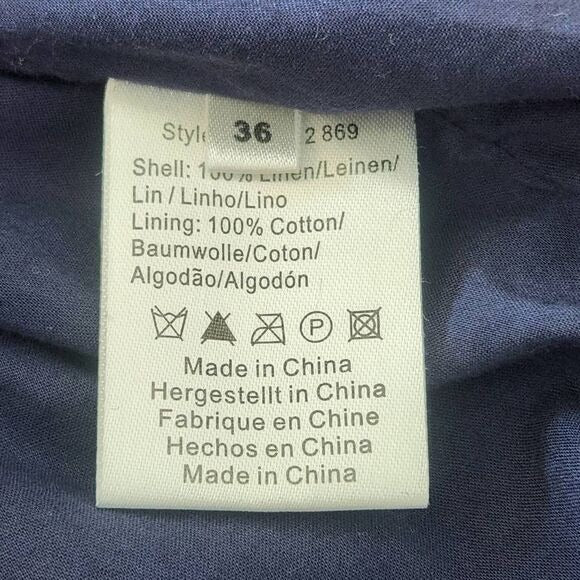 36
2 869
Shell: 100% Linen/Leinen/
Lin / Linho/Lino
Lining: 100% Cotton/
Baumwolle/Coton/
Algodão/Algodón
P
Made in China
Hergestellt in China
Fabrique en Chine
Hechos en China
Made in China